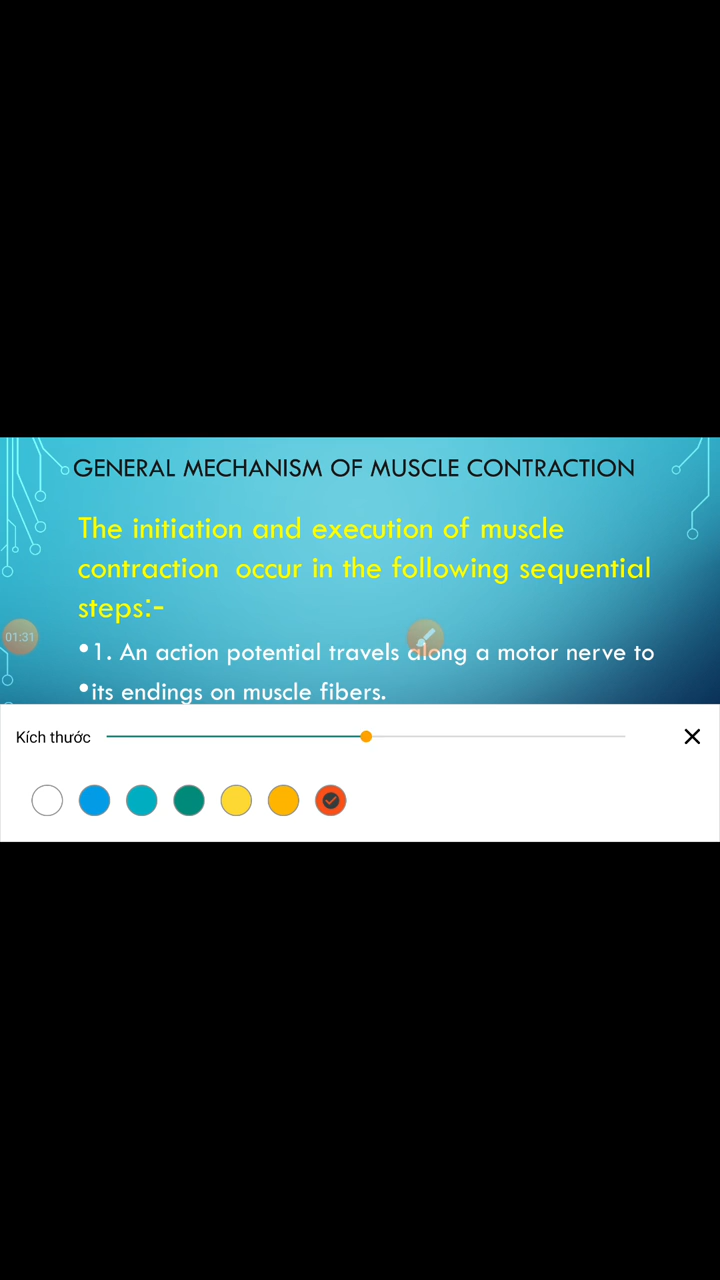 GENERAL MECHANISM OF MUSCLE CONTRACTION
The initiation and execution of muscle
contraction occur in the following sequential
steps:-
01:31
•1. An action potential travels along a motor nerve to
•its endings on muscle fibers.
Kích thước